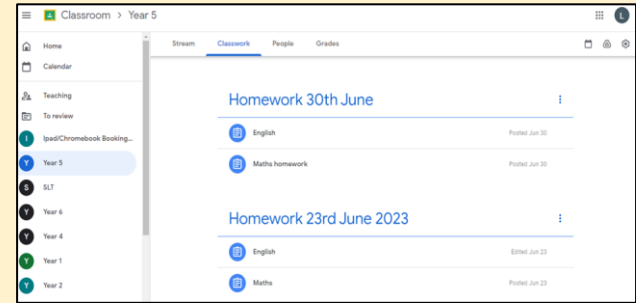 Classroom > Year 5
L
Home
Calendar
Teaching
To review
I Ipad/Chromebook Booking...
Y Year 5
S SLT
Y Year 6
Y Year 4
Y Year 1
Y Year 2
Stream Classwork People Grades
Homework 30th June
English Posted Jun 30
Maths homework Posted Jun 30
Homework 23rd June 2023
English Edited Jun 23
Maths Posted Jun 23